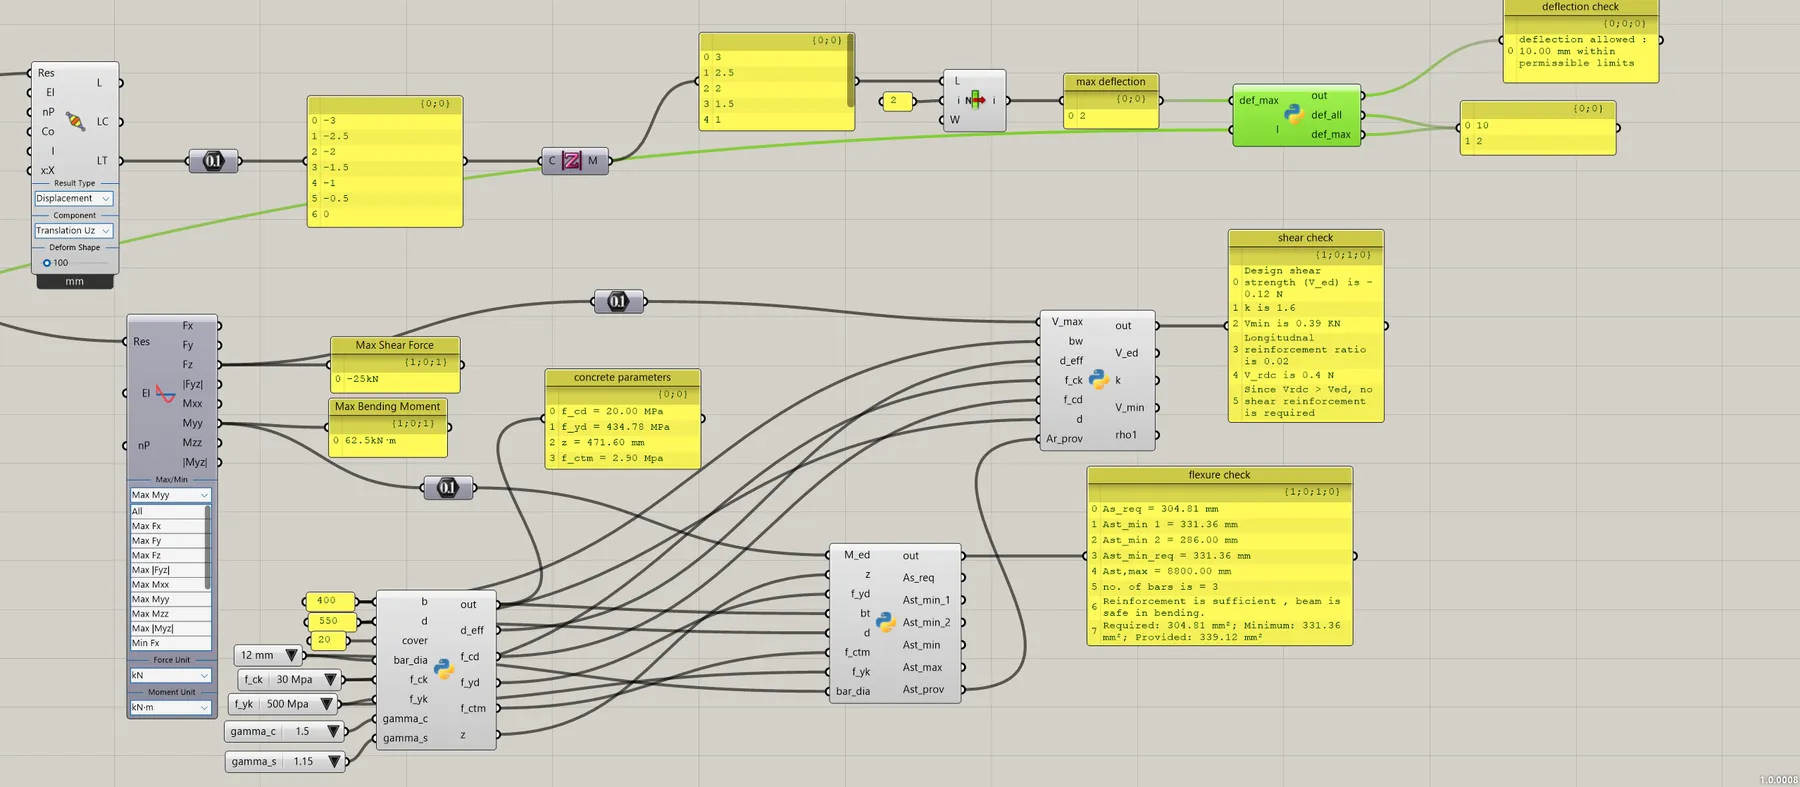 deflection check
{0;0;0}
0 deflection allowed :
10.00 mm within
permissible limits
Res
EI
nP
Co
I
x:X
L
LC
LT
Result Type
Displacement
Component
Translation Uz
Deform Shape
100
mm
0.1
{0;0}
0 -3
1 -2.5
2 -2
3 -1.5
4 -1
5 -0.5
6 0
C M
{0;0}
0 3
1 2.5
2 2
3 1.5
4 1
2
L
i N i
W
max deflection
{0;0}
0 2
def_max
l
out
def_all
def_max
{0;0}
0 10
1 2
Res
EI
nP
Fx
Fy
Fz
|Fyz|
Mxx
Myy
Mzz
|Myz|
Max/Min
Max Myy
All
Max Fx
Max Fy
Max Fz
Max |Fyz|
Max Mxx
Max Myy
Max Mzz
Max |Myz|
Min Fx
Force Unit
kN
Moment Unit
kN·m
0.1
Max Shear Force
{1;0;1}
0 -25kN
Max Bending Moment
{1;0;1}
0 62.5kN·m
0.1
concrete parameters
{0;0}
0 f_cd = 20.00 MPa
1 f_yd = 434.78 MPa
2 z = 471.60 mm
3 f_ctm = 2.90 Mpa
V_max
bw
d_eff
f_ck
f_cd
d
Ar_prov
out
V_ed
k
V_min
rho1
shear check
{1;0;1;0}
0 Design shear
strength (V_ed) is -
0.12 N
1 k is 1.6
2 Vmin is 0.39 KN
3 Longitudnal
reinforcement ratio
is 0.02
4 V_rdc is 0.4 N
5 Since Vrdc > Ved, no
shear reinforcement
is required
flexure check
{1;0;1;0}
0 As_req = 304.81 mm
1 Ast_min 1 = 331.36 mm
2 Ast_min 2 = 286.00 mm
3 Ast_min_req = 331.36 mm
4 Ast,max = 8800.00 mm
5 no. of bars is = 3
6 Reinforcement is sufficient , beam is
safe in bending.
7 Required: 304.81 mm²; Minimum: 331.36
mm²; Provided: 339.12 mm²
M_ed
z
f_yd
bt
d
f_ctm
f_yk
bar_dia
out
As_req
Ast_min_1
Ast_min_2
Ast_min
Ast_max
Ast_prov
400
550
20
12 mm
f_ck 30 Mpa
f_yk 500 Mpa
gamma_c 1.5
gamma_s 1.15
b
d
cover
bar_dia
f_ck
f_yk
gamma_c
gamma_s
out
d_eff
f_cd
f_yd
f_ctm
z
1.0.0008